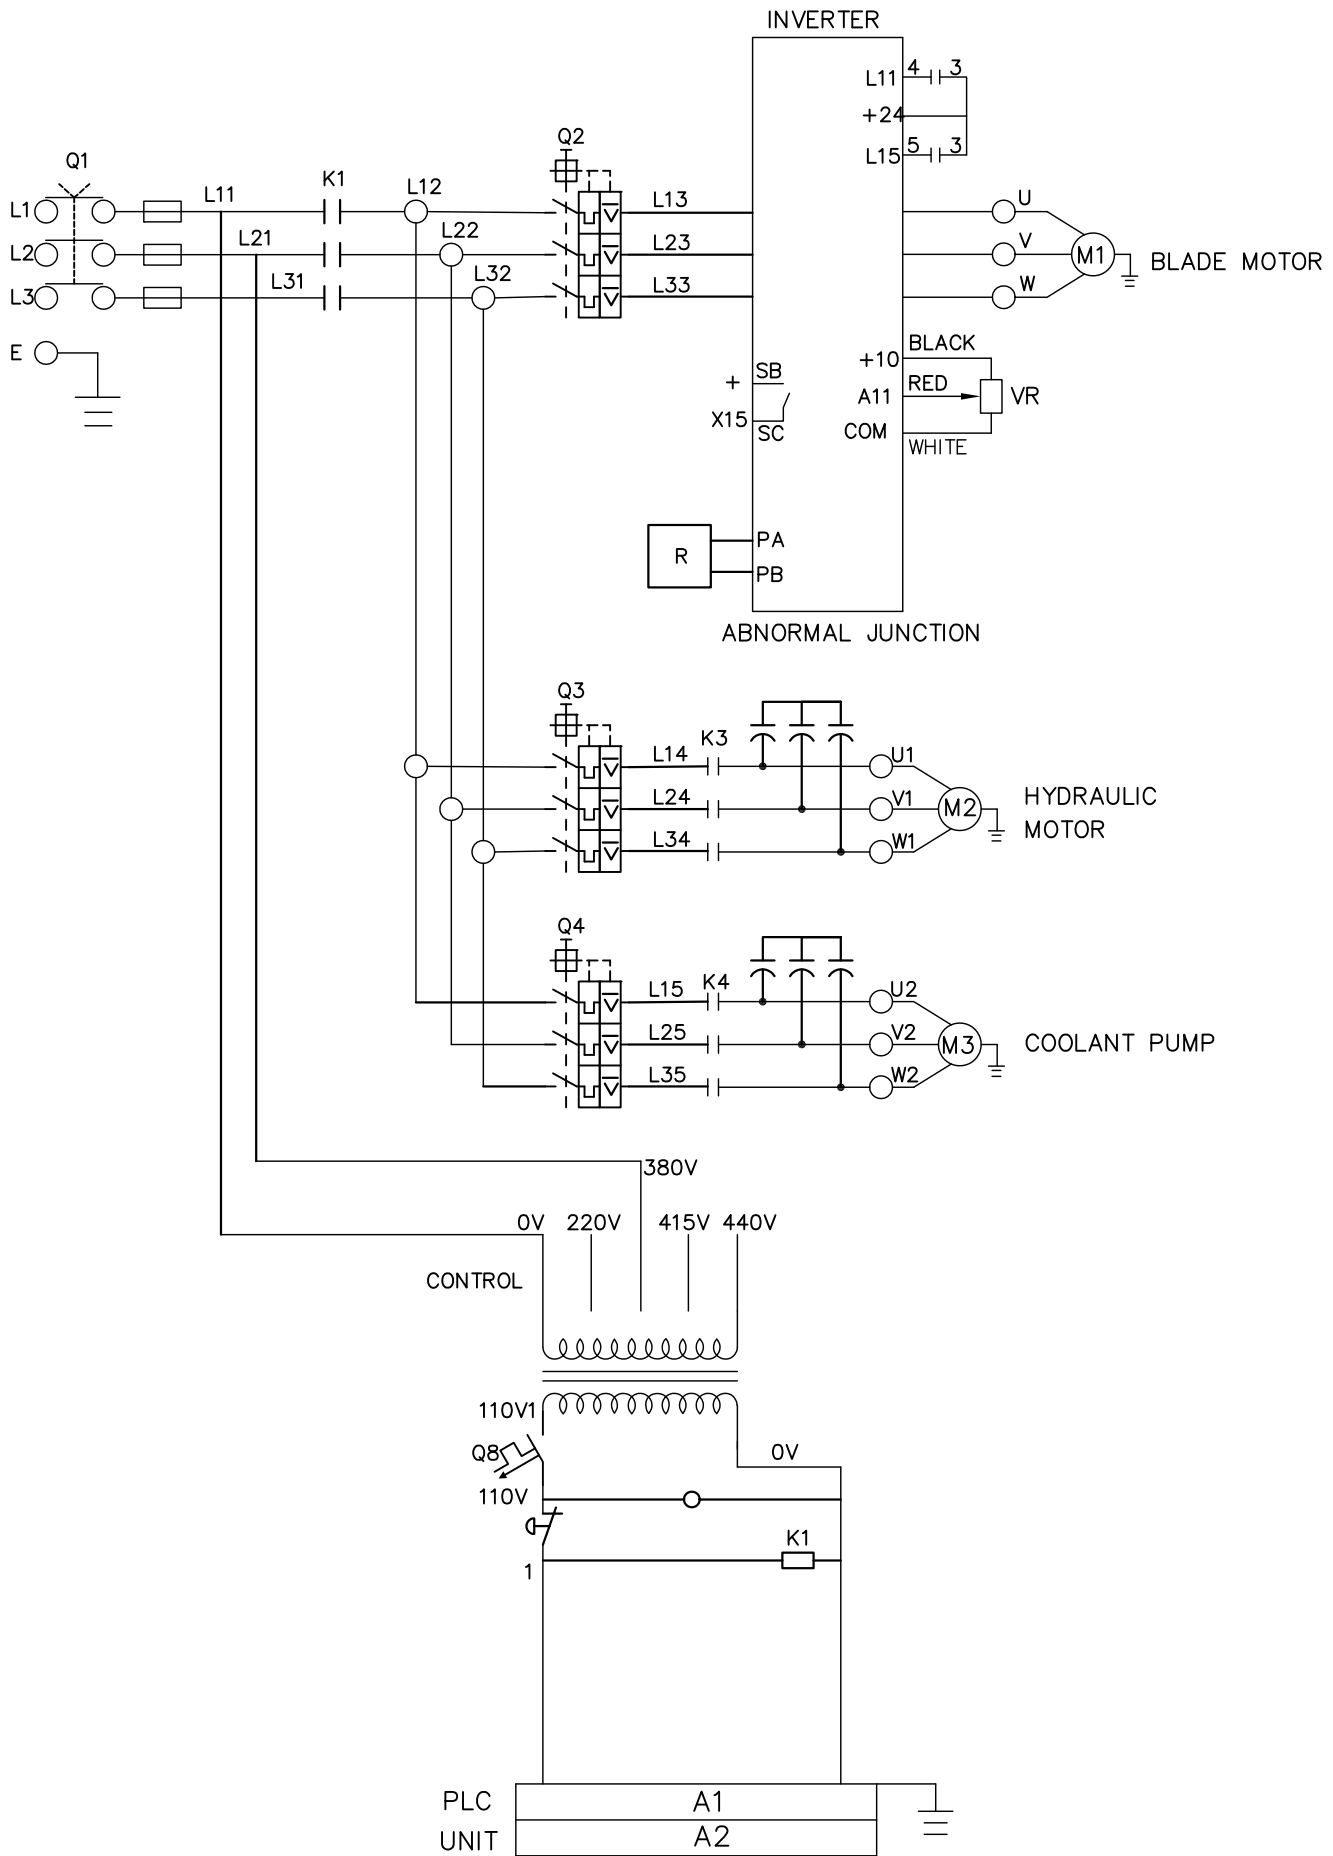 INVERTER
L11 4 3
+24
L15 5 3
Q1
L11
K1
L12
Q2
L1
L13
U
L2
L21
L22
L23
V
M1
BLADE MOTOR
L3
L31
L32
L33
W
E
+10 BLACK
SB
+
A11 RED
VR
X15
SC
COM
WHITE
R
PA
PB
ABNORMAL JUNCTION
Q3
L14
K3
U1
L24
V1
M2
HYDRAULIC
MOTOR
L34
W1
Q4
L15
K4
U2
L25
V2
M3
COOLANT PUMP
L35
W2
380V
0V 220V 415V 440V
CONTROL
110V1
Q8
0V
110V
K1
1
PLC
A1
UNIT
A2